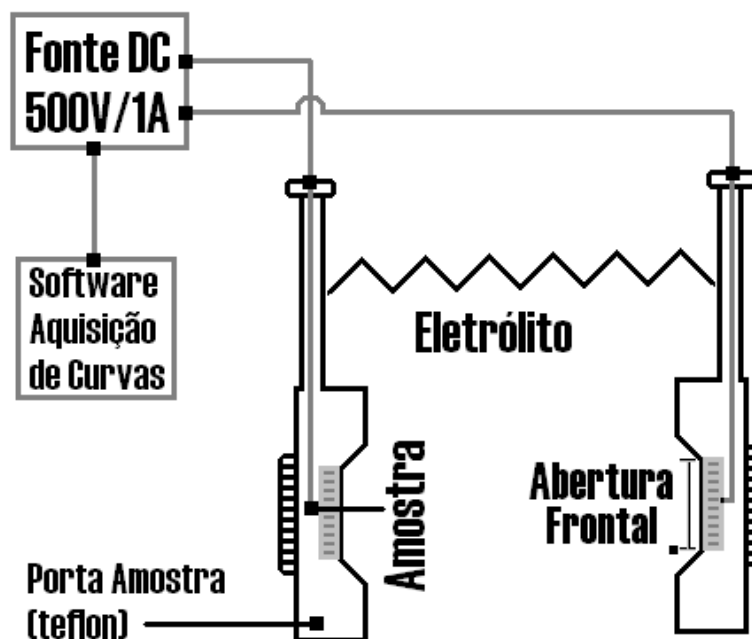 Fonte DC
500V/1A
Software
Aquisição
de Curvas
Eletrólito
Amostra
Abertura
Frontal
Porta Amostra
(teflon)